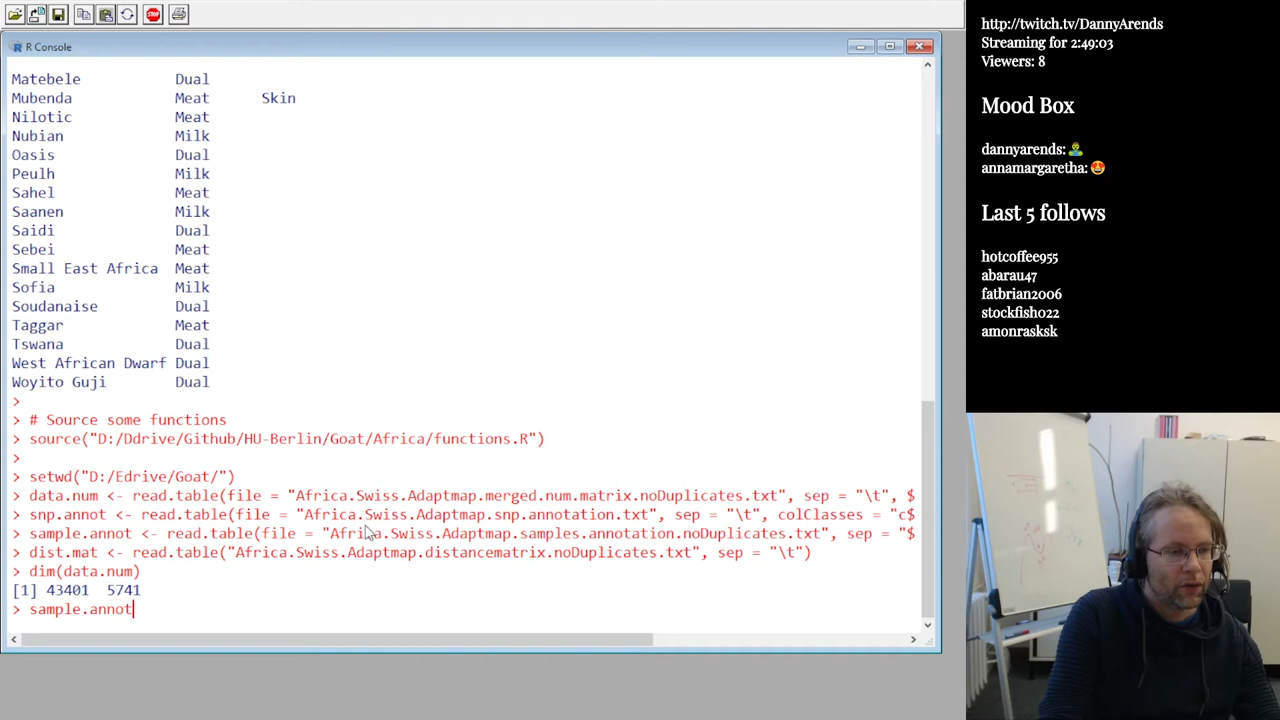 R Console
Matebele Dual
Mubenda Meat Skin
Nilotic Meat
Nubian Milk
Oasis Dual
Peulh Milk
Sahel Meat
Saanen Milk
Saidi Dual
Sebei Meat
Small East Africa Meat
Sofia Milk
Soudanaise Dual
Taggar Meat
Tswana Dual
West African Dwarf Dual
Woyito Guji Dual
>
> # Source some functions
> source("D:/Ddrive/Github/HU-Berlin/Goat/Africa/functions.R")
>
> setwd("D:/Edrive/Goat/")
> data.num <- read.table(file = "Africa.Swiss.Adaptmap.merged.num.matrix.noDuplicates.txt", sep = "\t", $
> snp.annot <- read.table(file = "Africa.Swiss.Adaptmap.snp.annotation.txt", sep = "\t", colClasses = "c$
> sample.annot <- read.table(file = "Africa.Swiss.Adaptmap.samples.annotation.noDuplicates.txt", sep = "$
> dist.mat <- read.table("Africa.Swiss.Adaptmap.distancematrix.noDuplicates.txt", sep = "\t")
> dim(data.num)
[1] 43401 5741
> sample.annot
http://twitch.tv/DannyArends
Streaming for 2:49:03
Viewers: 8
Mood Box
dannyarends: 🧟‍♂️
annamargaretha: 😍
Last 5 follows
hotcoffee955
abarau47
fatbrian2006
stockfish022
amonrasksk